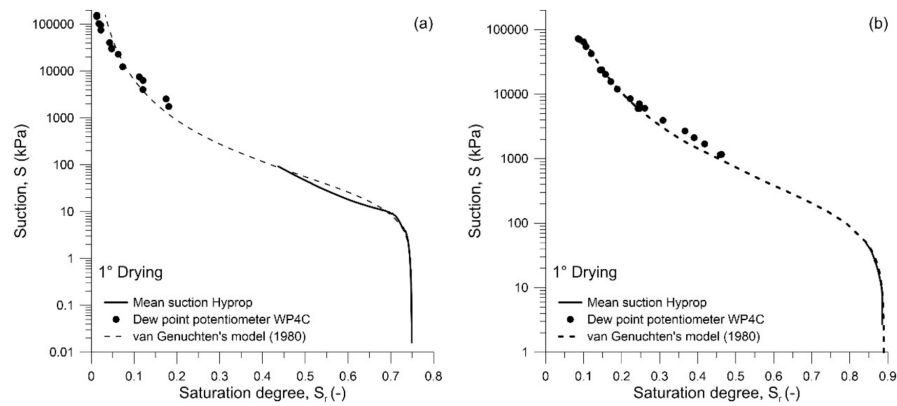 (a)
100000
10000
1000
100
10
1
0.1
0.01
Suction, S (kPa)
1° Drying
Mean suction Hyprop
Dew point potentiometer WP4C
van Genuchten's model (1980)
0 0.1 0.2 0.3 0.4 0.5 0.6 0.7 0.8
Saturation degree, Sr (-)
(b)
100000
10000
1000
100
10
1
Suction, S (kPa)
1° Drying
Mean suction Hyprop
Dew point potentiometer WP4C
van Genuchten's model (1980)
0 0.1 0.2 0.3 0.4 0.5 0.6 0.7 0.8 0.9
Saturation degree, Sr (-)